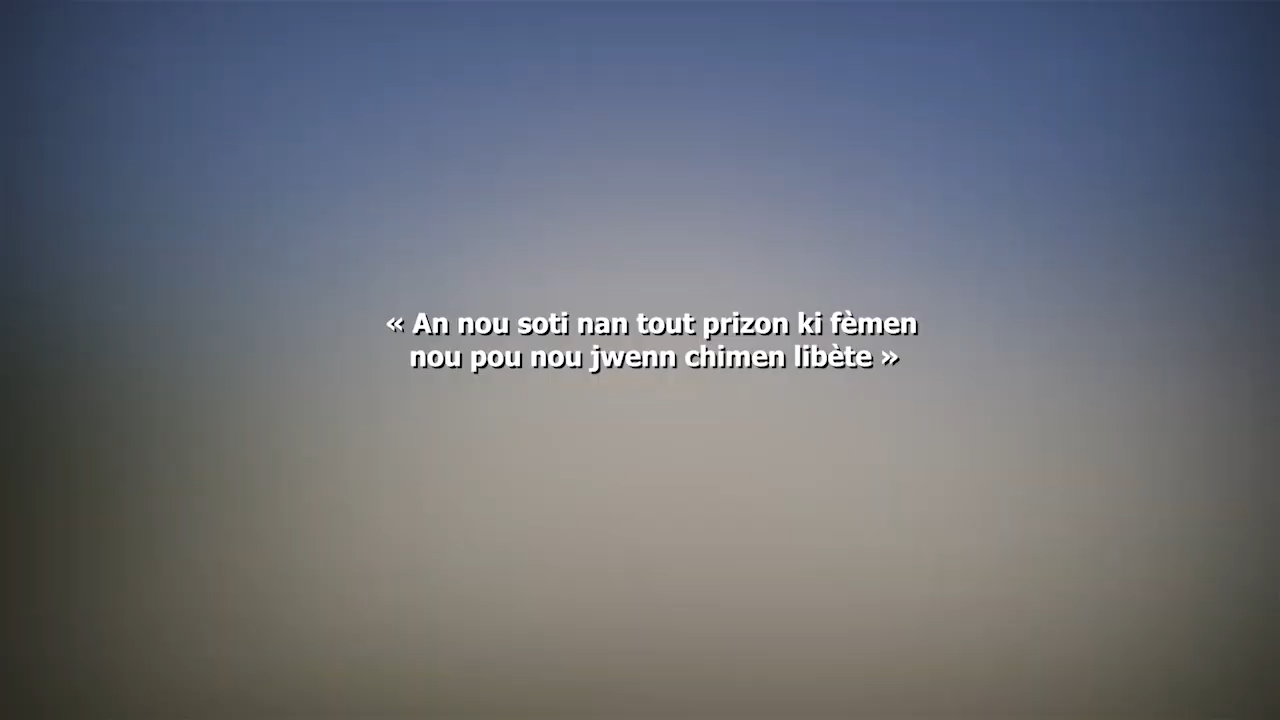 « An nou soti nan tout prizon ki fèmen
nou pou nou jwenn chimen libète »